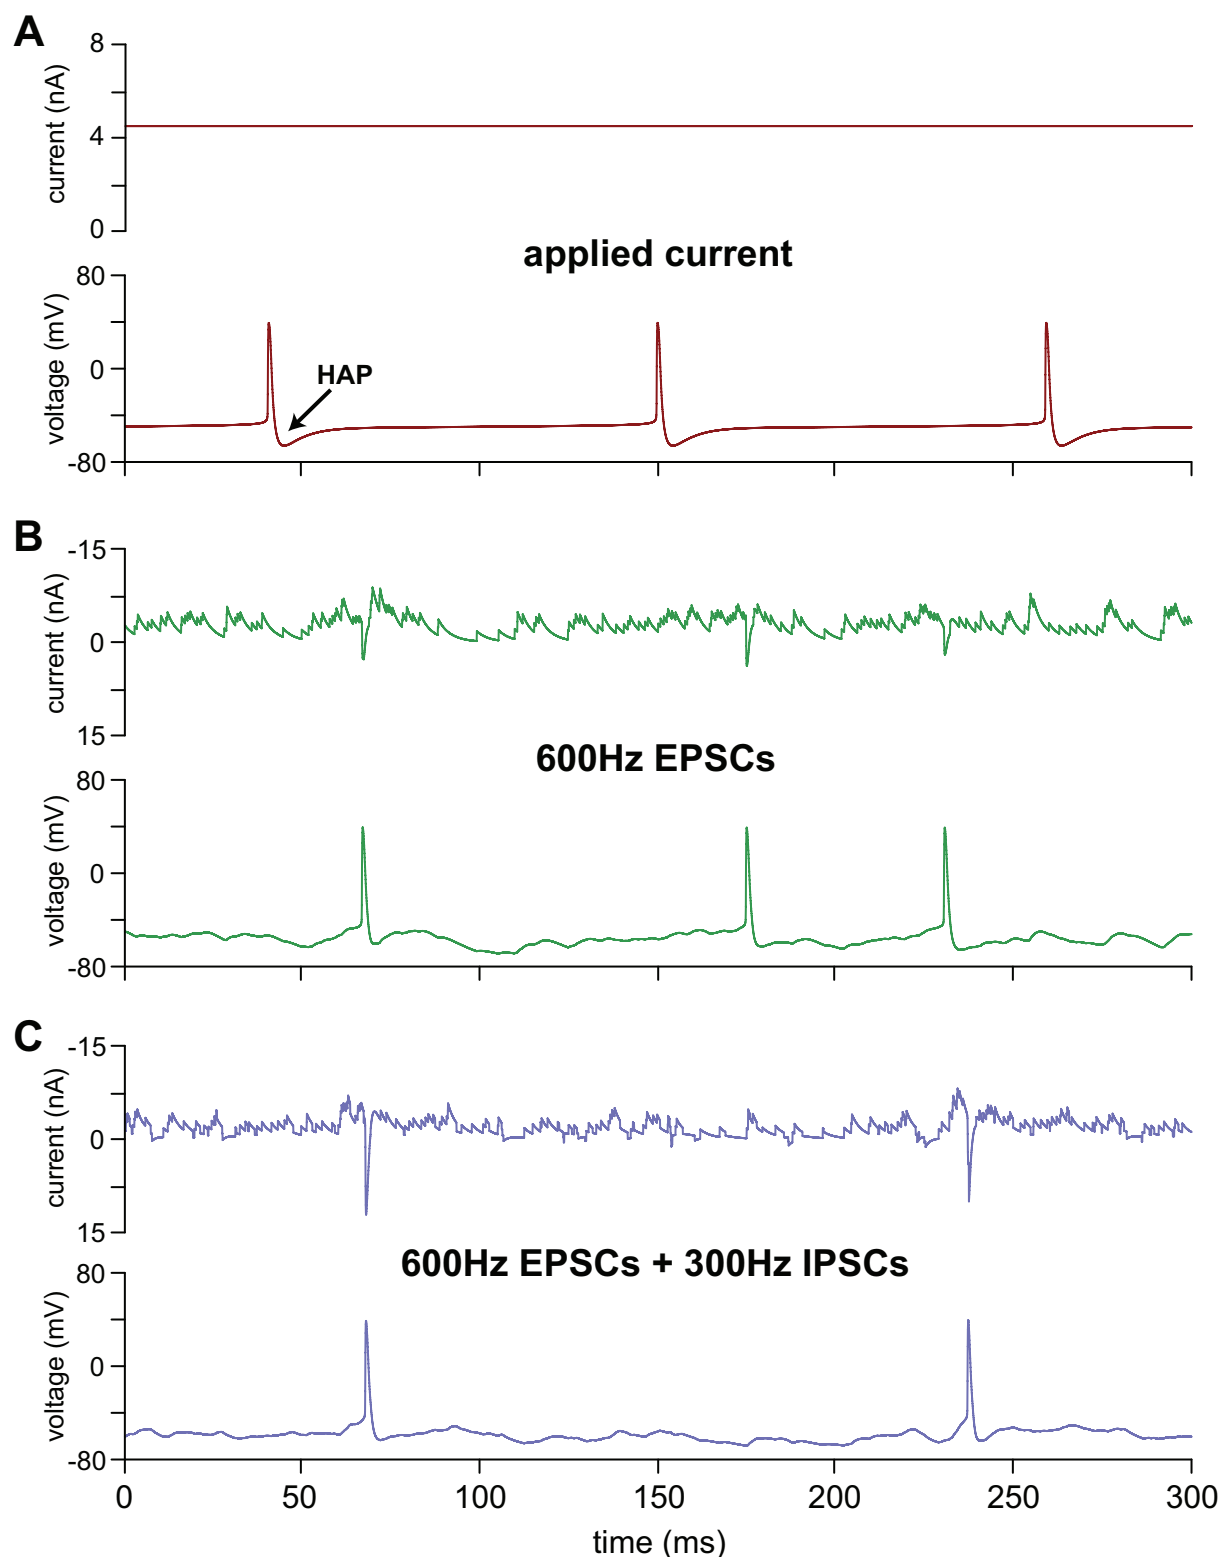 A
8
4
0
current (nA)
applied current
80
0
-80
voltage (mV)
HAP
B
-15
0
15
current (nA)
600Hz EPSCs
80
0
-80
voltage (mV)
C
-15
0
15
current (nA)
600Hz EPSCs + 300Hz IPSCs
80
0
-80
voltage (mV)
0 50 100 150 200 250 300
time (ms)